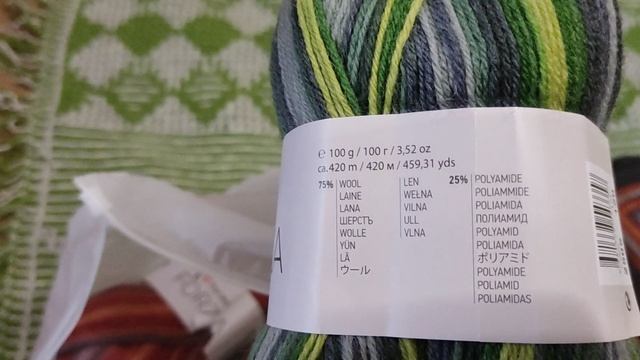 ℮ 100 g / 100 г / 3,52 oz
ca.420 m / 420 м / 459,31 yds
75% WOOL
LAINE
LANA
ШЕРСТЬ
WOLLE
YÜN
LÂ
ウール
LEN
WEŁNA
VILNA
ULL
VLNA
25% POLYAMIDE
POLIAMMIDE
POLIAMIDA
ПОЛИАМИД
POLYAMID
POLIAMIDA
ポリアミド
POLYAMIDE
POLIAMID
POLIAMIDAS